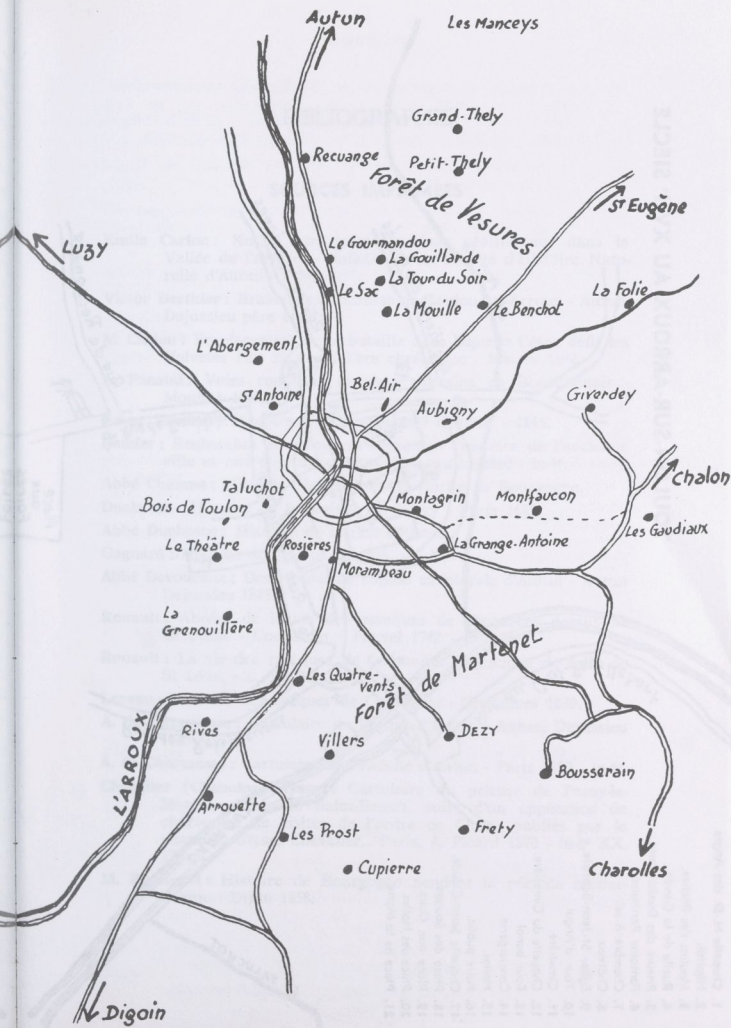 Autun
Les Manceys
Grand-Thely
Recuange
Petit-Thely
Forêt de Vesures
St Eugène
Luzy
Le Gourmandou
La Gouillarde
La Tour du Soir
Le Sac
La Mouille
Le Benchot
La Folie
L'Abergement
St Antoine
Bel.Air
Aubigny
Giverdey
Chalon
Taluchot
Bois de Toulon
Montagrin
Montfaucon
Les Gaudiaux
Le Théâtre
Rosières
La Grange-Antoine
Morambeau
La
Grenouillère
Forêt de Martenet
Les Quatre-
vents
Rives
DEZY
Villers
L'ARROUX
Bousserain
Arrouette
Les Prost
Frety
Cupierre
Charolles
Digoin